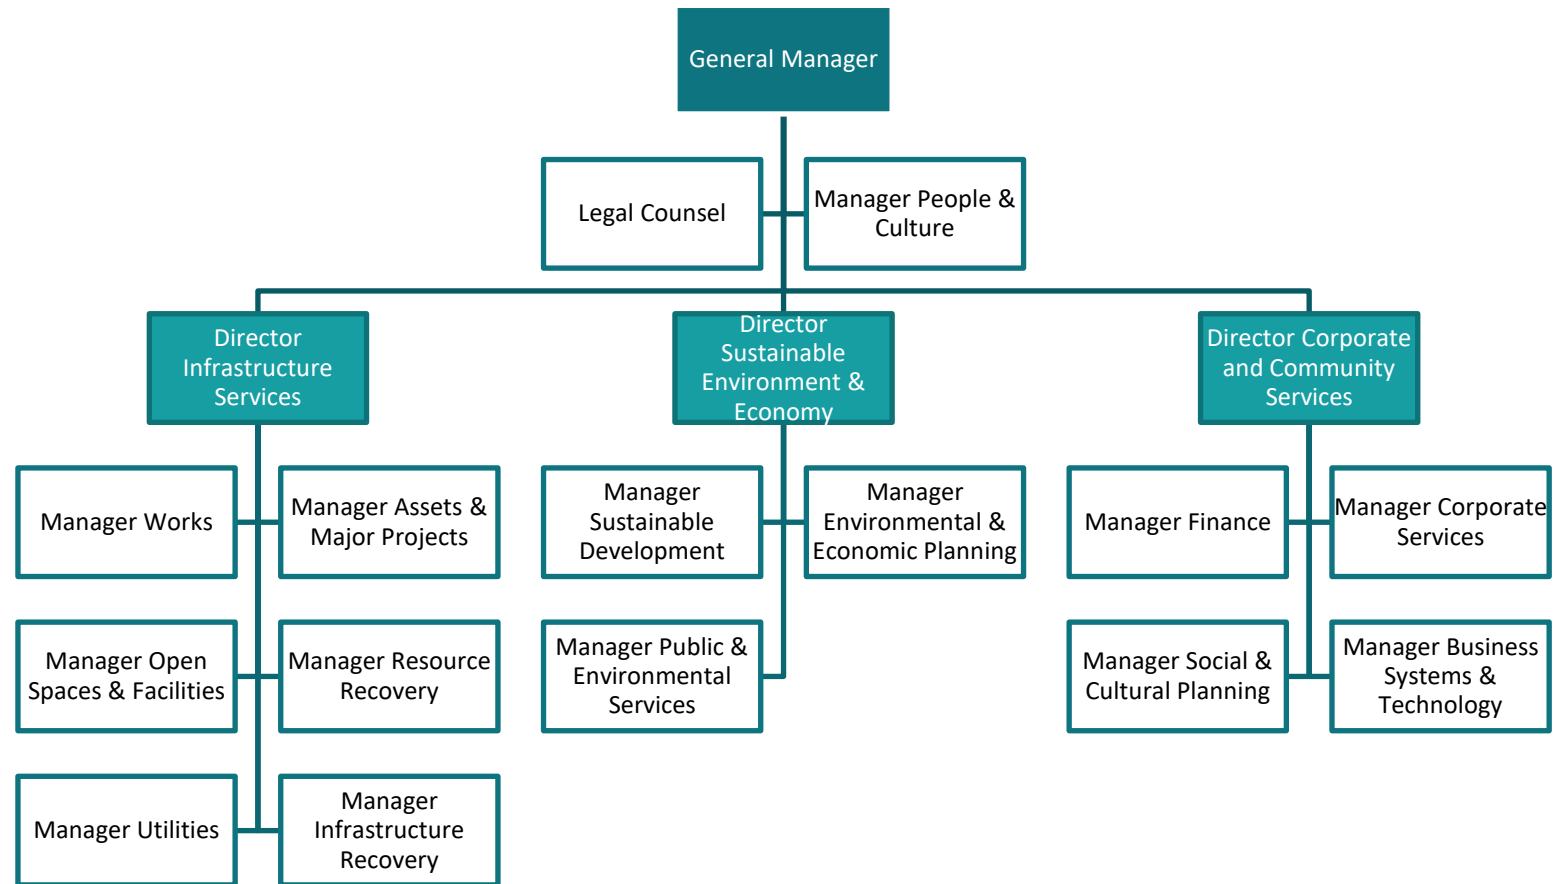 General Manager
Legal Counsel
Manager People &
Culture
Director
Infrastructure
Services
Director
Sustainable
Environment &
Economy
Director Corporate
and Community
Services
Manager Works
Manager Assets &
Major Projects
Manager
Sustainable
Development
Manager
Environmental &
Economic Planning
Manager Finance
Manager Corporate
Services
Manager Open
Spaces & Facilities
Manager Resource
Recovery
Manager Public &
Environmental
Services
Manager Social &
Cultural Planning
Manager Business
Systems &
Technology
Manager Utilities
Manager
Infrastructure
Recovery